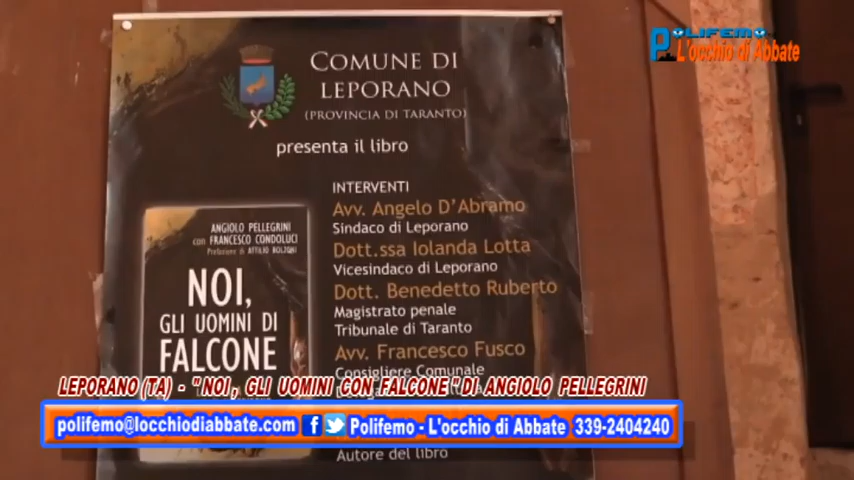 POLIFEMO
L'occhio di Abbate
COMUNE DI
LEPORANO
(PROVINCIA DI TARANTO)
presenta il libro
INTERVENTI
Avv. Angelo D'Abramo
Sindaco di Leporano
Dott.ssa Iolanda Lotta
Vicesindaco di Leporano
Dott. Benedetto Ruberto
Magistrato penale
Tribunale di Taranto
Avv. Francesco Fusco
Consigliere Comunale
Autore del libro
ANGIOLO PELLEGRINI
con FRANCESCO CONDOLUCI
Prefazione di ATTILIO BOLZONI
NOI,
GLI UOMINI DI
FALCONE
LEPORANO (TA) - "NOI, GLI UOMINI CON FALCONE" DI ANGIOLO PELLEGRINI
polifemo@locchiodiabbate.com f Polifemo - L'occhio di Abbate 339-2404240